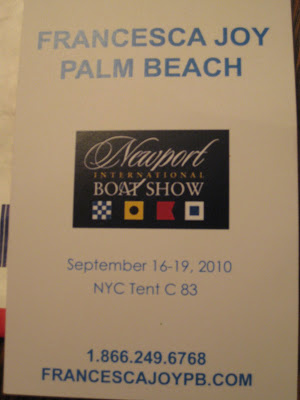 FRANCESCA JOY
PALM BEACH
Newport
INTERNATIONAL
BOAT SHOW
September 16-19, 2010
NYC Tent C 83
1.866.249.6768
FRANCESCAJOYPB.COM